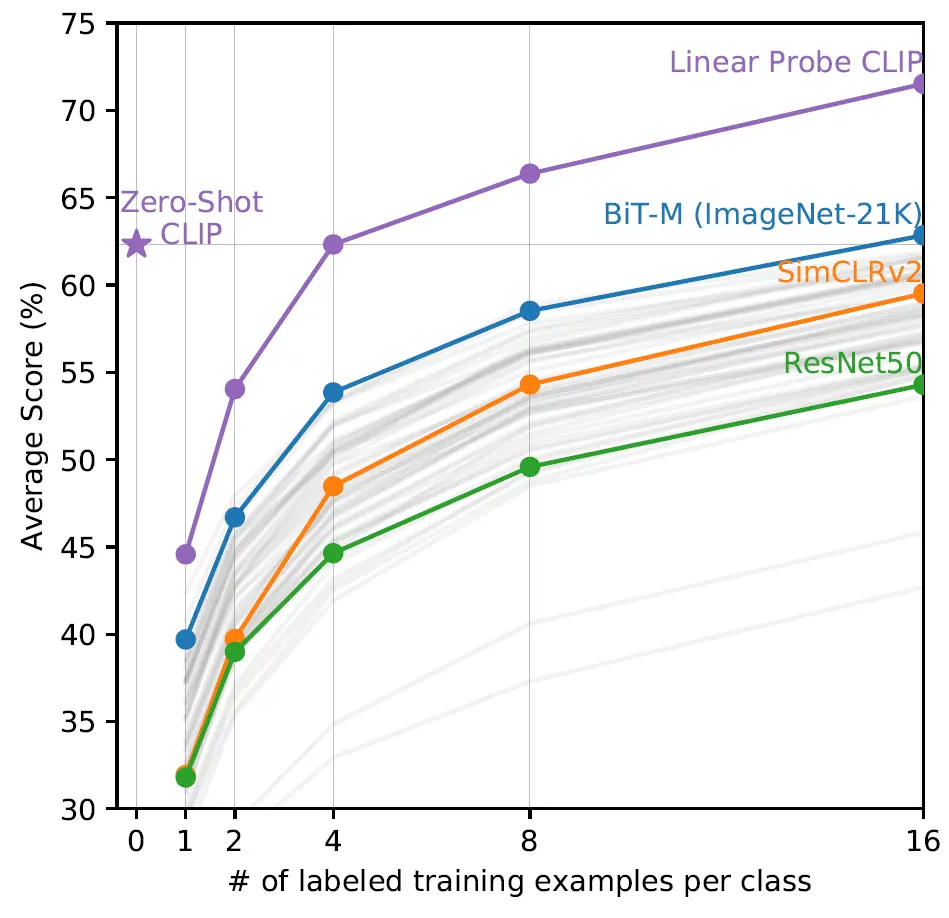 75
70
65
60
55
50
45
40
35
30
Average Score (%)
Linear Probe CLIP
Zero-Shot
CLIP
BiT-M (ImageNet-21K)
SimCLRv2
ResNet50
0 1 2 4 8 16
# of labeled training examples per class